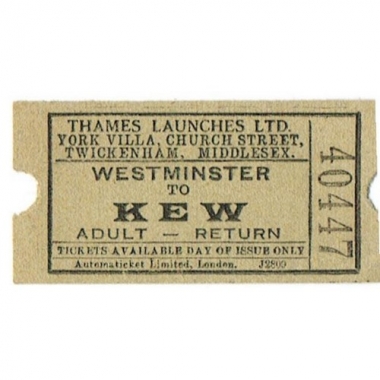 THAMES LAUNCHES LTD.
YORK VILLA, CHURCH STREET,
TWICKENHAM, MIDDLESEX.
WESTMINSTER
TO
KEW
ADULT — RETURN
TICKETS AVAILABLE DAY OF ISSUE ONLY
Automaticket Limited, London. J2809
40447